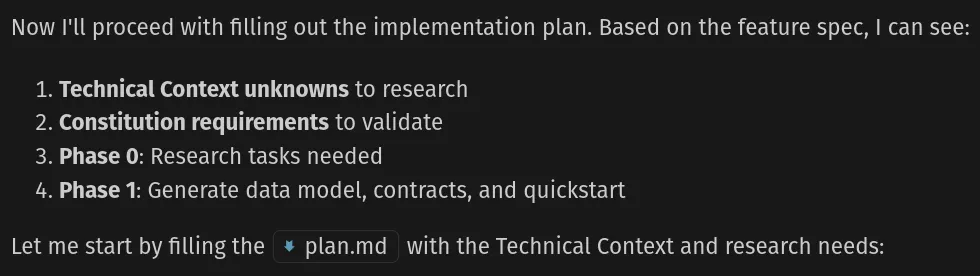 Now I'll proceed with filling out the implementation plan. Based on the feature spec, I can see:
1. Technical Context unknowns to research
2. Constitution requirements to validate
3. Phase 0: Research tasks needed
4. Phase 1: Generate data model, contracts, and quickstart
Let me start by filling the plan.md with the Technical Context and research needs: